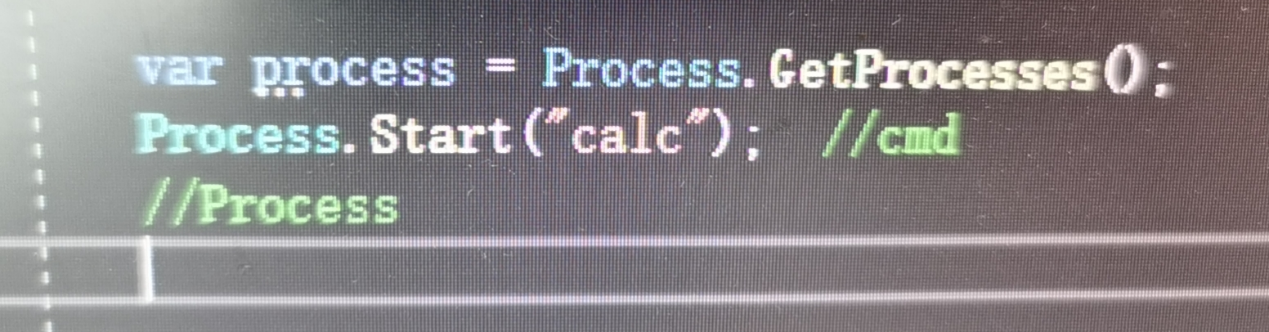 var process = Process.GetProcesses();
Process.Start("calc");  //cmd
//Process